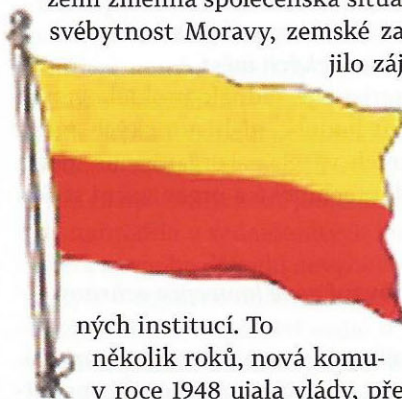 zemí změnila společenská situa
svébytnost Moravy, zemské za
jilo záj
ných institucí. To
několik roků, nová komu-
v roce 1948 ujala vlády, pře